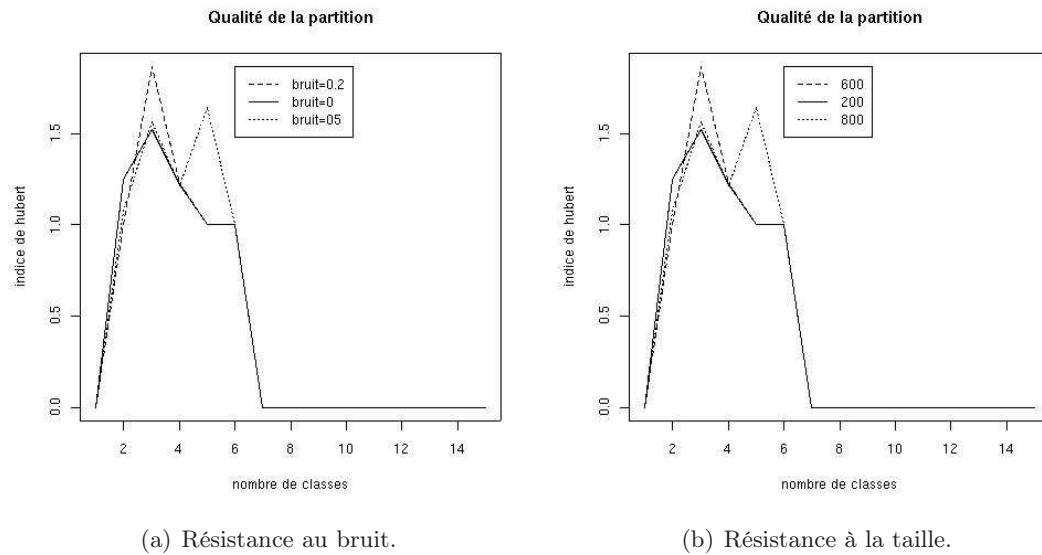 Qualité de la partition
bruit=0.2
bruit=0
bruit=05
indice de hubert
0.0 0.5 1.0 1.5
2 4 6 8 10 12 14
nombre de classes
(a) Résistance au bruit.
Qualité de la partition
600
200
800
indice de hubert
0.0 0.5 1.0 1.5
2 4 6 8 10 12 14
nombre de classes
(b) Résistance à la taille.